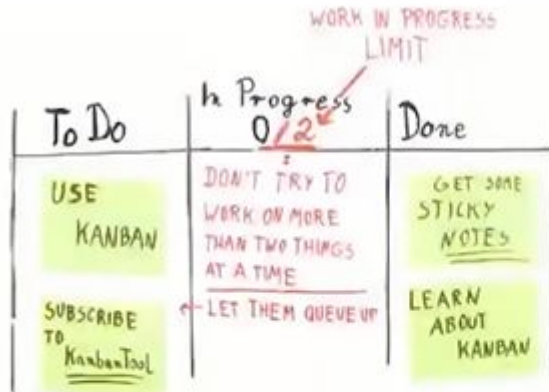 WORK IN PROGRESS
LIMIT
To Do
In Progress
0/2
Done
USE
KANBAN
SUBSCRIBE
TO
KanbanTool
DON'T TRY TO
WORK ON MORE
THAN TWO THINGS
AT A TIME
← LET THEM QUEUE UP
GET SOME
STICKY
NOTES
LEARN
ABOUT
KANBAN